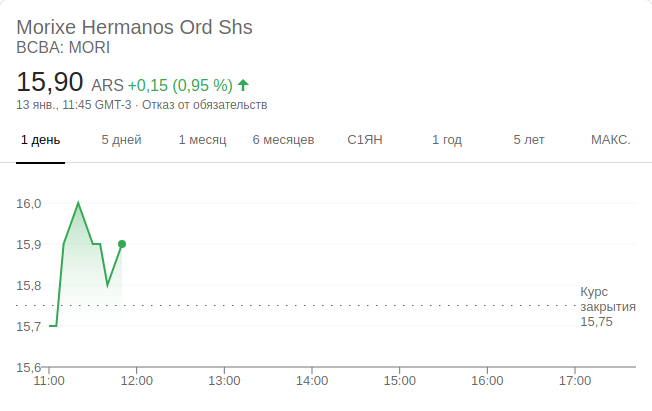 Morixe Hermanos Ord Shs
BCBA: MORI
15,90 ARS +0,15 (0,95 %)
13 янв., 11:45 GMT-3 · Отказ от обязательств
1 день 5 дней 1 месяц 6 месяцев С1ЯН 1 год 5 лет МАКС.
16,0
15,9
15,8
Курс
закрытия
15,75
15,7
15,6
11:00 12:00 13:00 14:00 15:00 16:00 17:00